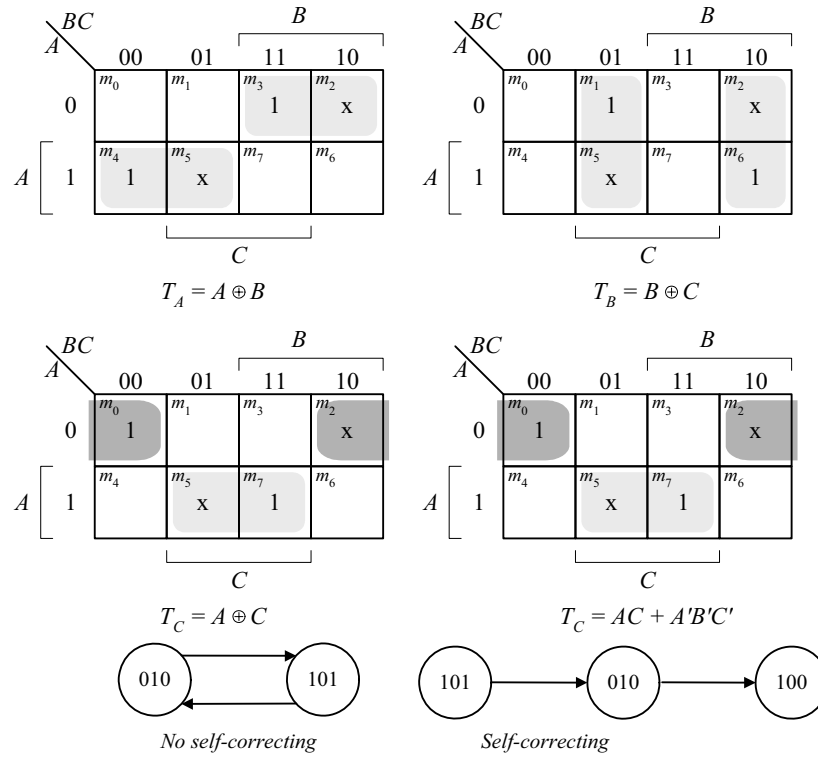 BC B
A 00 01 11 10
0 m0 m1 m3 1 m2 x
A 1 m4 1 m5 x m7 m6
C
T_A = A ⊕ B
BC B
A 00 01 11 10
0 m0 m1 1 m3 m2 x
A 1 m4 m5 x m7 m6 1
C
T_B = B ⊕ C
BC B
A 00 01 11 10
0 m0 1 m1 m3 m2 x
A 1 m4 m5 x m7 1 m6
C
T_C = A ⊕ C
BC B
A 00 01 11 10
0 m0 1 m1 m3 m2 x
A 1 m4 m5 x m7 1 m6
C
T_C = AC + A'B'C'
010 101
No self-correcting
101 010 100
Self-correcting